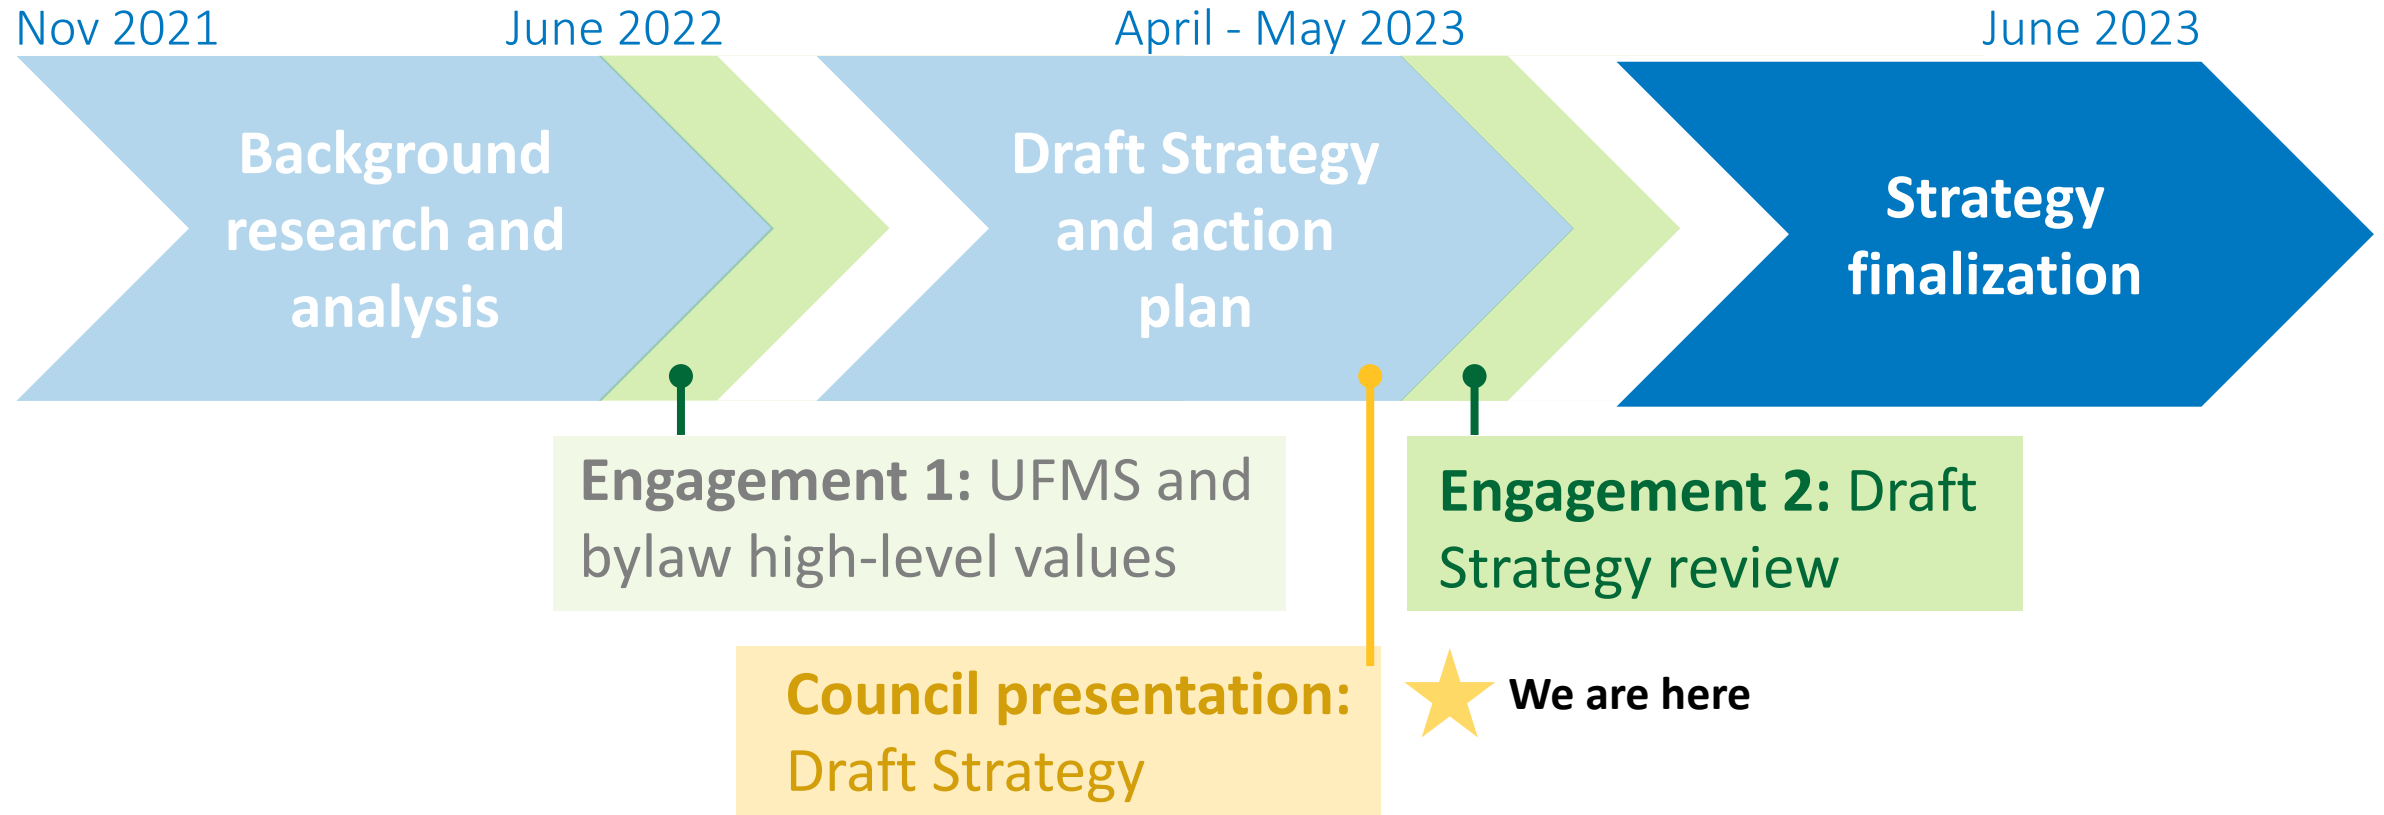 Nov 2021
June 2022
April - May 2023
June 2023
Background
research and
analysis
Draft Strategy
and action
plan
Strategy
finalization
Engagement 1: UFMS and
bylaw high-level values
Engagement 2: Draft
Strategy review
Council presentation:
Draft Strategy
We are here